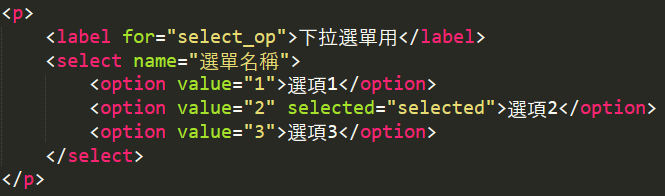 <p>
    <label for="select_op">下拉選單用</label>
    <select name="選單名稱">
        <option value="1">選項1</option>
        <option value="2" selected="selected">選項2</option>
        <option value="3">選項3</option>
    </select>
</p>